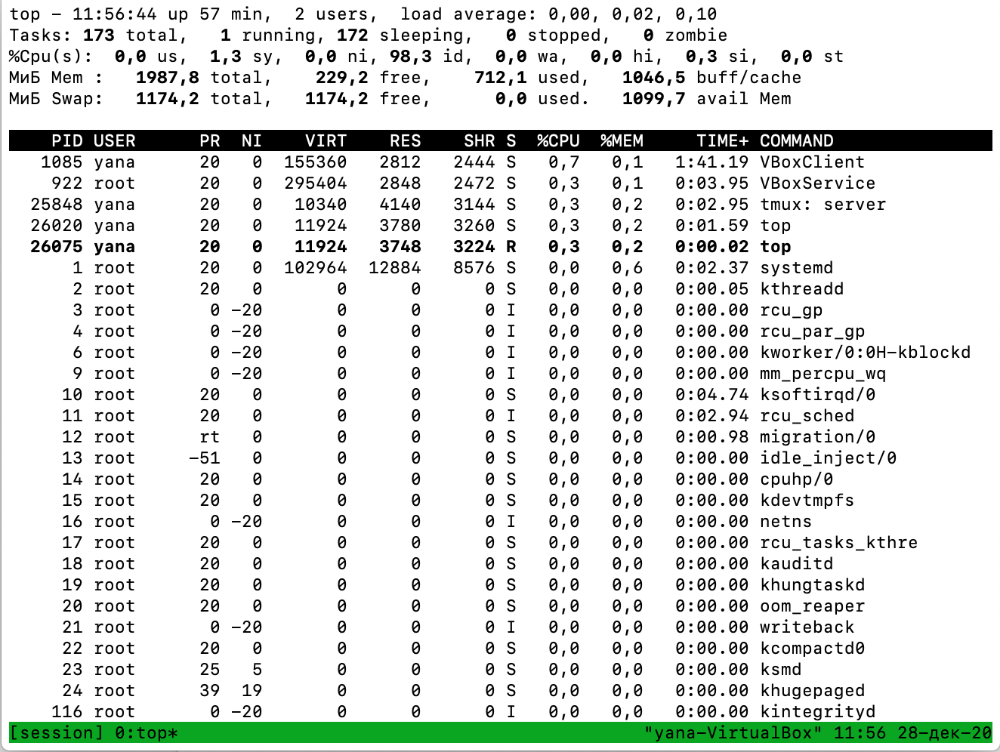 top - 11:56:44 up 57 min,  2 users,  load average: 0,00, 0,02, 0,10
Tasks: 173 total,   1 running, 172 sleeping,   0 stopped,   0 zombie
%Cpu(s):  0,0 us,  1,3 sy,  0,0 ni, 98,3 id,  0,0 wa,  0,0 hi,  0,3 si,  0,0 st
МиБ Mem :   1987,8 total,    229,2 free,    712,1 used,   1046,5 buff/cache
МиБ Swap:   1174,2 total,   1174,2 free,      0,0 used.   1099,7 avail Mem
    PID USER      PR  NI    VIRT    RES    SHR S  %CPU  %MEM     TIME+ COMMAND
   1085 yana      20   0  155360   2812   2444 S   0,7   0,1   1:41.19 VBoxClient
    922 root      20   0  295404   2848   2472 S   0,3   0,1   0:03.95 VBoxService
  25848 yana      20   0   10340   4140   3144 S   0,3   0,2   0:02.95 tmux: server
  26020 yana      20   0   11924   3780   3260 S   0,3   0,2   0:01.59 top
  26075 yana      20   0   11924   3748   3224 R   0,3   0,2   0:00.02 top
      1 root      20   0  102964  12884   8576 S   0,0   0,6   0:02.37 systemd
      2 root      20   0       0      0      0 S   0,0   0,0   0:00.05 kthreadd
      3 root       0 -20       0      0      0 I   0,0   0,0   0:00.00 rcu_gp
      4 root       0 -20       0      0      0 I   0,0   0,0   0:00.00 rcu_par_gp
      6 root       0 -20       0      0      0 I   0,0   0,0   0:00.00 kworker/0:0H-kblockd
      9 root       0 -20       0      0      0 I   0,0   0,0   0:00.00 mm_percpu_wq
     10 root      20   0       0      0      0 S   0,0   0,0   0:04.74 ksoftirqd/0
     11 root      20   0       0      0      0 I   0,0   0,0   0:02.94 rcu_sched
     12 root      rt   0       0      0      0 S   0,0   0,0   0:00.98 migration/0
     13 root     -51   0       0      0      0 S   0,0   0,0   0:00.00 idle_inject/0
     14 root      20   0       0      0      0 S   0,0   0,0   0:00.00 cpuhp/0
     15 root      20   0       0      0      0 S   0,0   0,0   0:00.00 kdevtmpfs
     16 root       0 -20       0      0      0 I   0,0   0,0   0:00.00 netns
     17 root      20   0       0      0      0 S   0,0   0,0   0:00.00 rcu_tasks_kthre
     18 root      20   0       0      0      0 S   0,0   0,0   0:00.00 kauditd
     19 root      20   0       0      0      0 S   0,0   0,0   0:00.00 khungtaskd
     20 root      20   0       0      0      0 S   0,0   0,0   0:00.00 oom_reaper
     21 root       0 -20       0      0      0 I   0,0   0,0   0:00.00 writeback
     22 root      20   0       0      0      0 S   0,0   0,0   0:00.00 kcompactd0
     23 root      25   5       0      0      0 S   0,0   0,0   0:00.00 ksmd
     24 root      39  19       0      0      0 S   0,0   0,0   0:00.00 khugepaged
    116 root       0 -20       0      0      0 I   0,0   0,0   0:00.00 kintegrityd
[session] 0:top*                                            "yana-VirtualBox" 11:56 28-дек-20